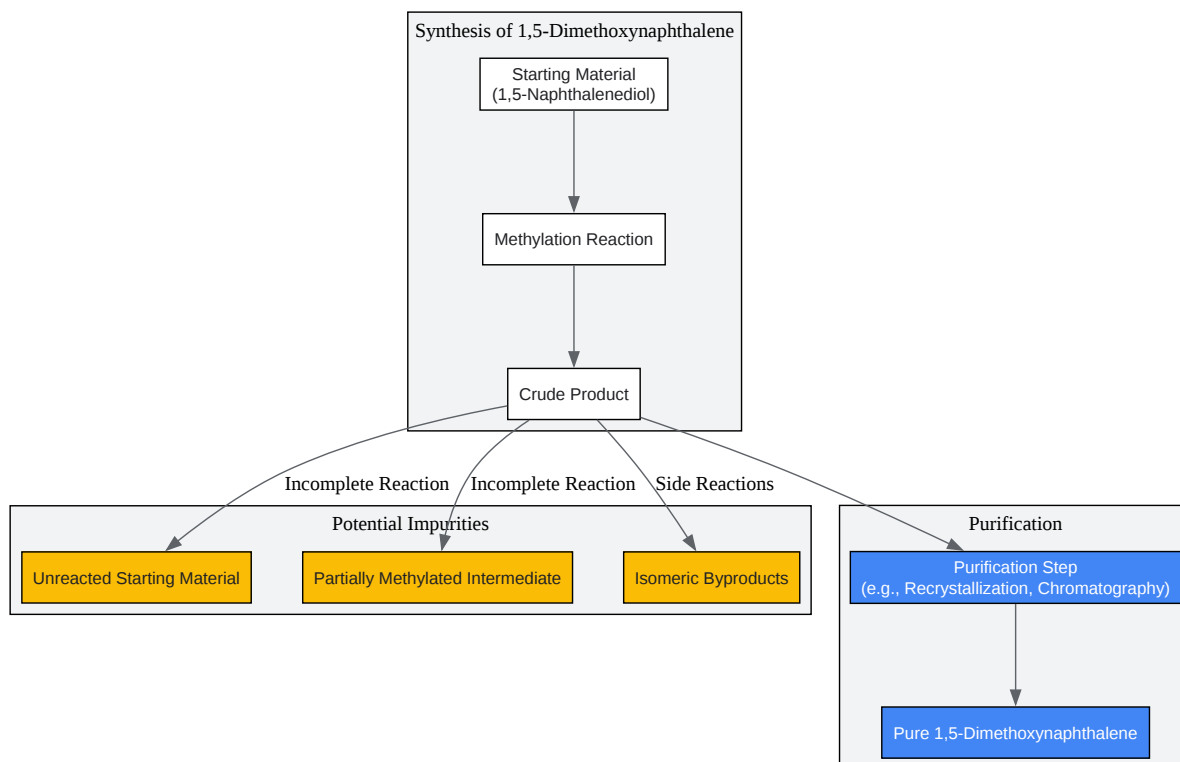 Synthesis of 1,5-Dimethoxynaphthalene
Starting Material
(1,5-Naphthalenediol)
Methylation Reaction
Crude Product
Incomplete Reaction
Incomplete Reaction
Side Reactions
Potential Impurities
Unreacted Starting Material
Partially Methylated Intermediate
Isomeric Byproducts
Purification
Purification Step
(e.g., Recrystallization, Chromatography)
Pure 1,5-Dimethoxynaphthalene